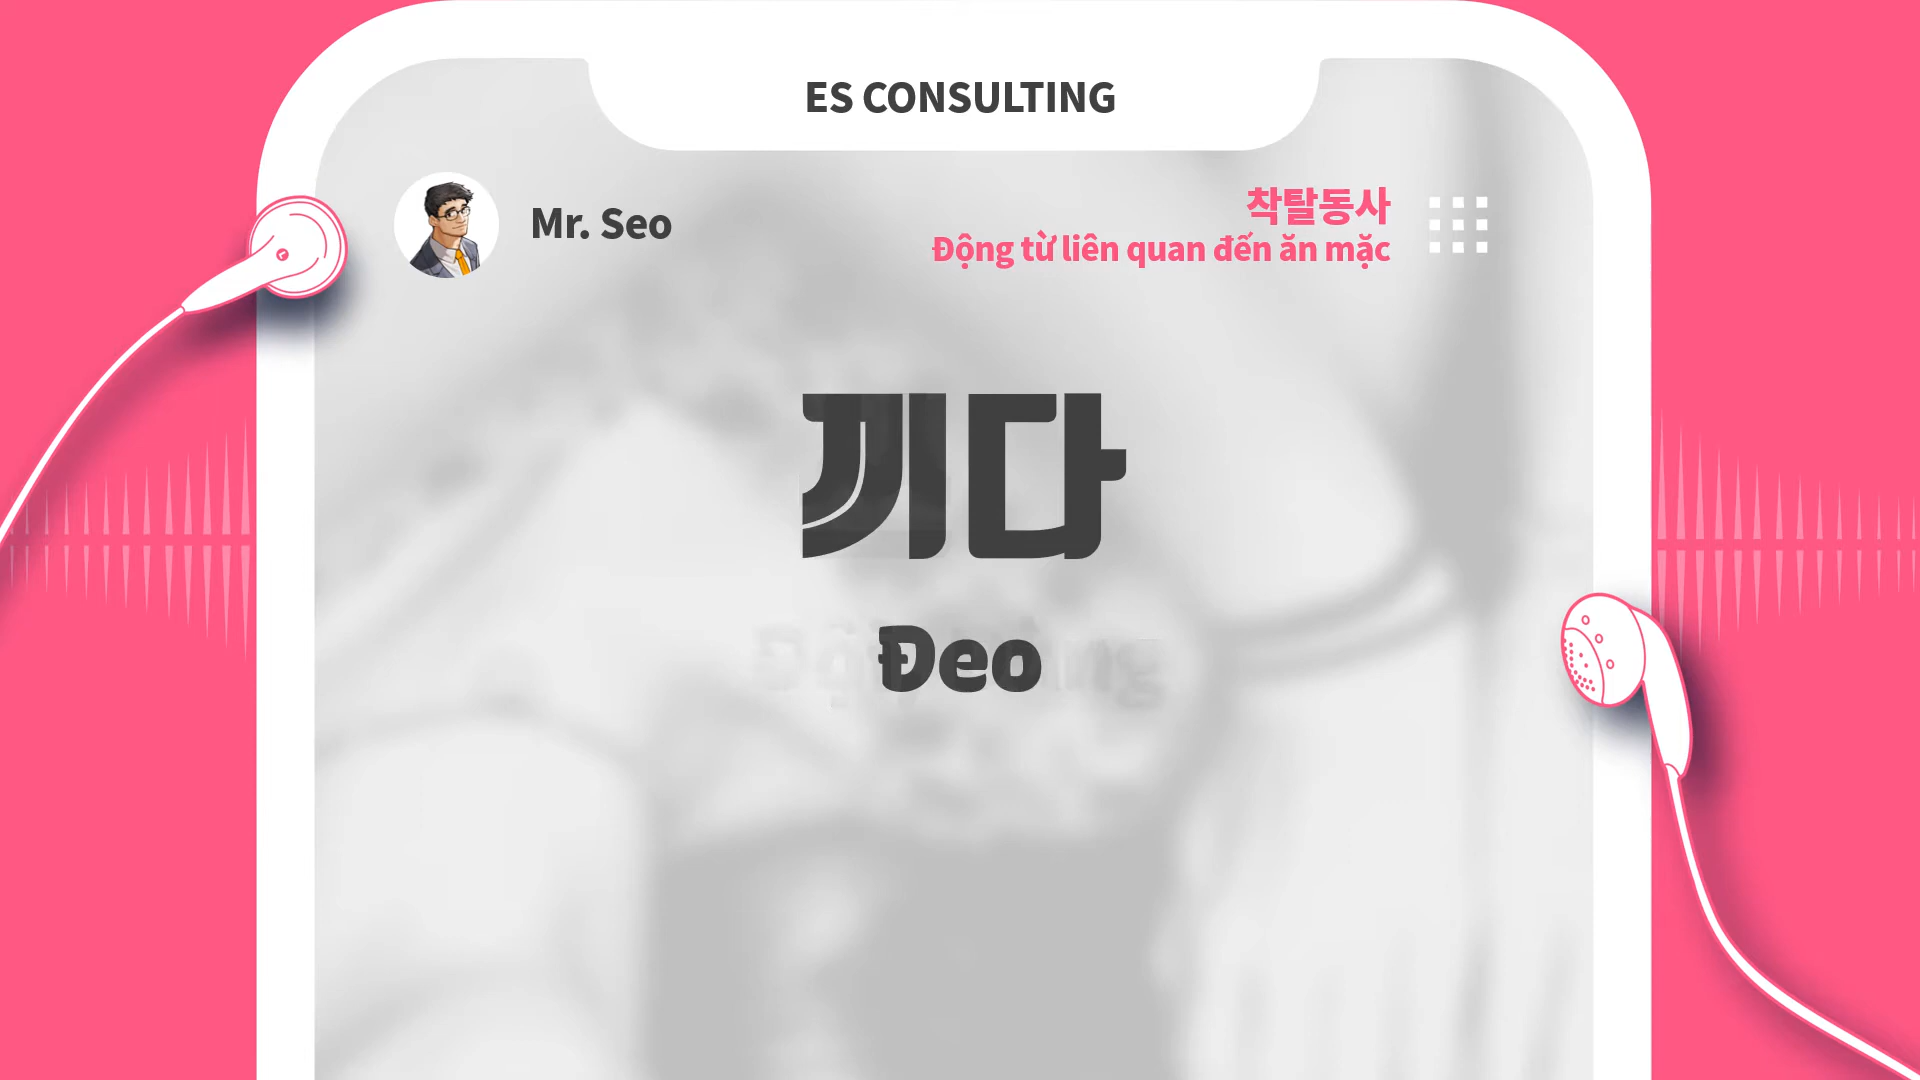 ES CONSULTING
Mr. Seo
착탈동사
Động từ liên quan đến ăn mặc
끼다
Đeo